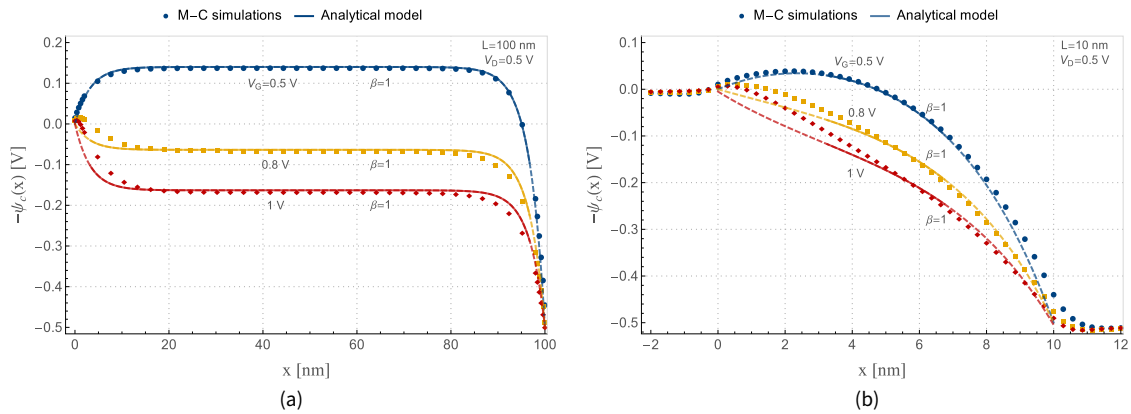 M−C simulations Analytical model
L=100 nm
V_D=0.5 V
V_G=0.5 V β=1
0.8 V β=1
1 V β=1
0.2
0.1
0.0
−0.1
−0.2
−0.3
−0.4
−0.5
−ψ_c(x) [V]
0 20 40 60 80 100
x [nm]
(a)
M−C simulations Analytical model
L=10 nm
V_D=0.5 V
V_G=0.5 V
0.8 V β=1
β=1
1 V
β=1
0.1
0.0
−0.1
−0.2
−0.3
−0.4
−0.5
−ψ_c(x) [V]
−2 0 2 4 6 8 10 12
x [nm]
(b)